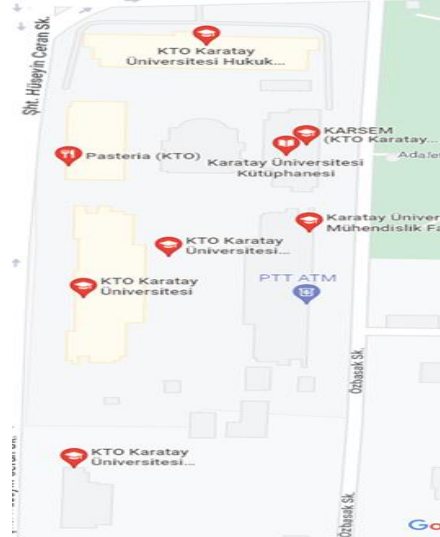 KTO Karatay
Üniversitesi Hukuk...
Şht. Hüseyin Ceran Sk.
KARSEM
(KTO Karatay...
Pasteria (KTO)
Karatay Üniversitesi
Kütüphanesi
Adalet
Karatay Üniver
Mühendislik Fa
KTO Karatay
Üniversitesi...
KTO Karatay
Üniversitesi
PTT ATM
Özbaşak Sk.
KTO Karatay
Üniversitesi...
Özbaşak Sk.
Go